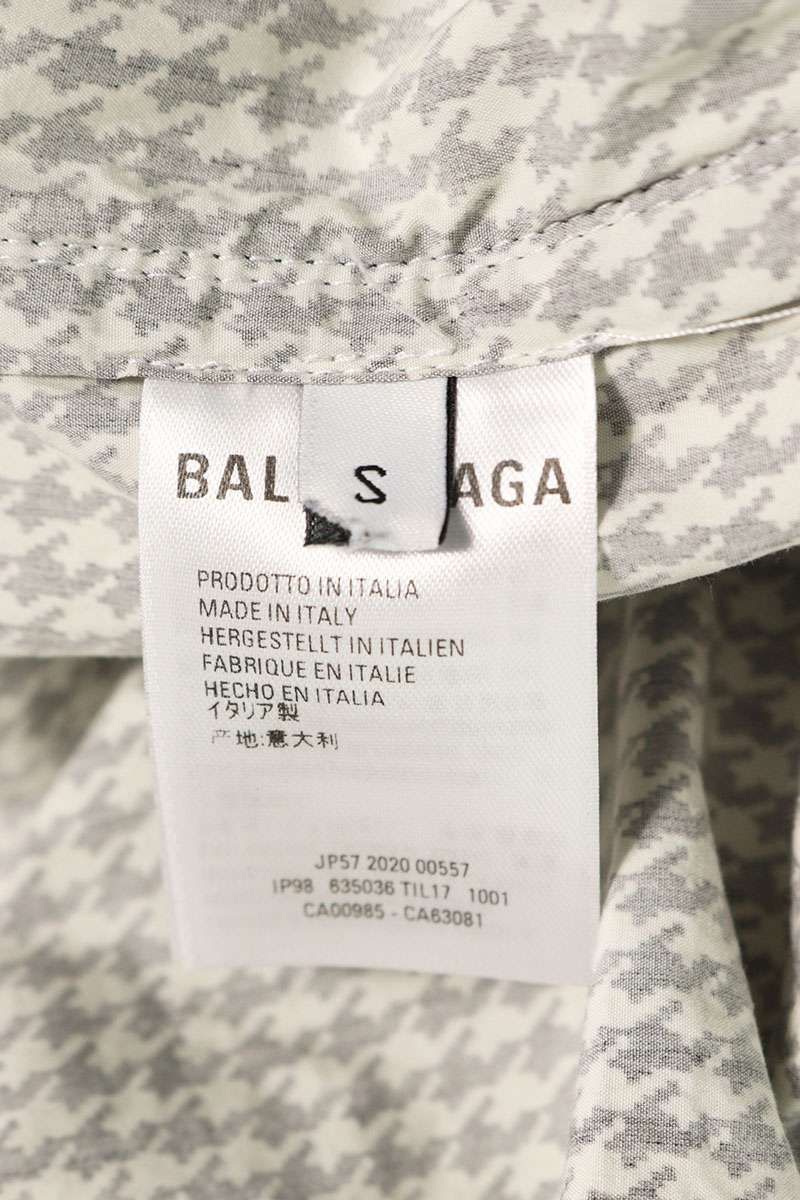 BAL AGA
S
PRODOTTO IN ITALIA
MADE IN ITALY
HERGESTELLT IN ITALIEN
FABRIQUE EN ITALIE
HECHO EN ITALIA
イタリア製
产地:意大利
JP57 2020 00557
IP98 635036 TIL17 1001
CA00985 - CA63081